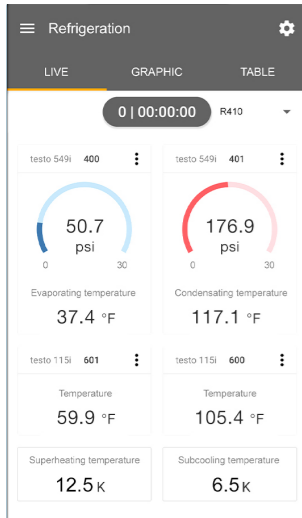 Refrigeration
LIVE GRAPHIC TABLE
0 | 00:00:00 R410
testo 549i 400
testo 549i 401
50.7
psi
0 30
176.9
psi
0 30
Evaporating temperature
37.4 °F
Condensating temperature
117.1 °F
testo 115i 601
testo 115i 600
Temperature
59.9 °F
Temperature
105.4 °F
Superheating temperature
12.5 K
Subcooling temperature
6.5 K